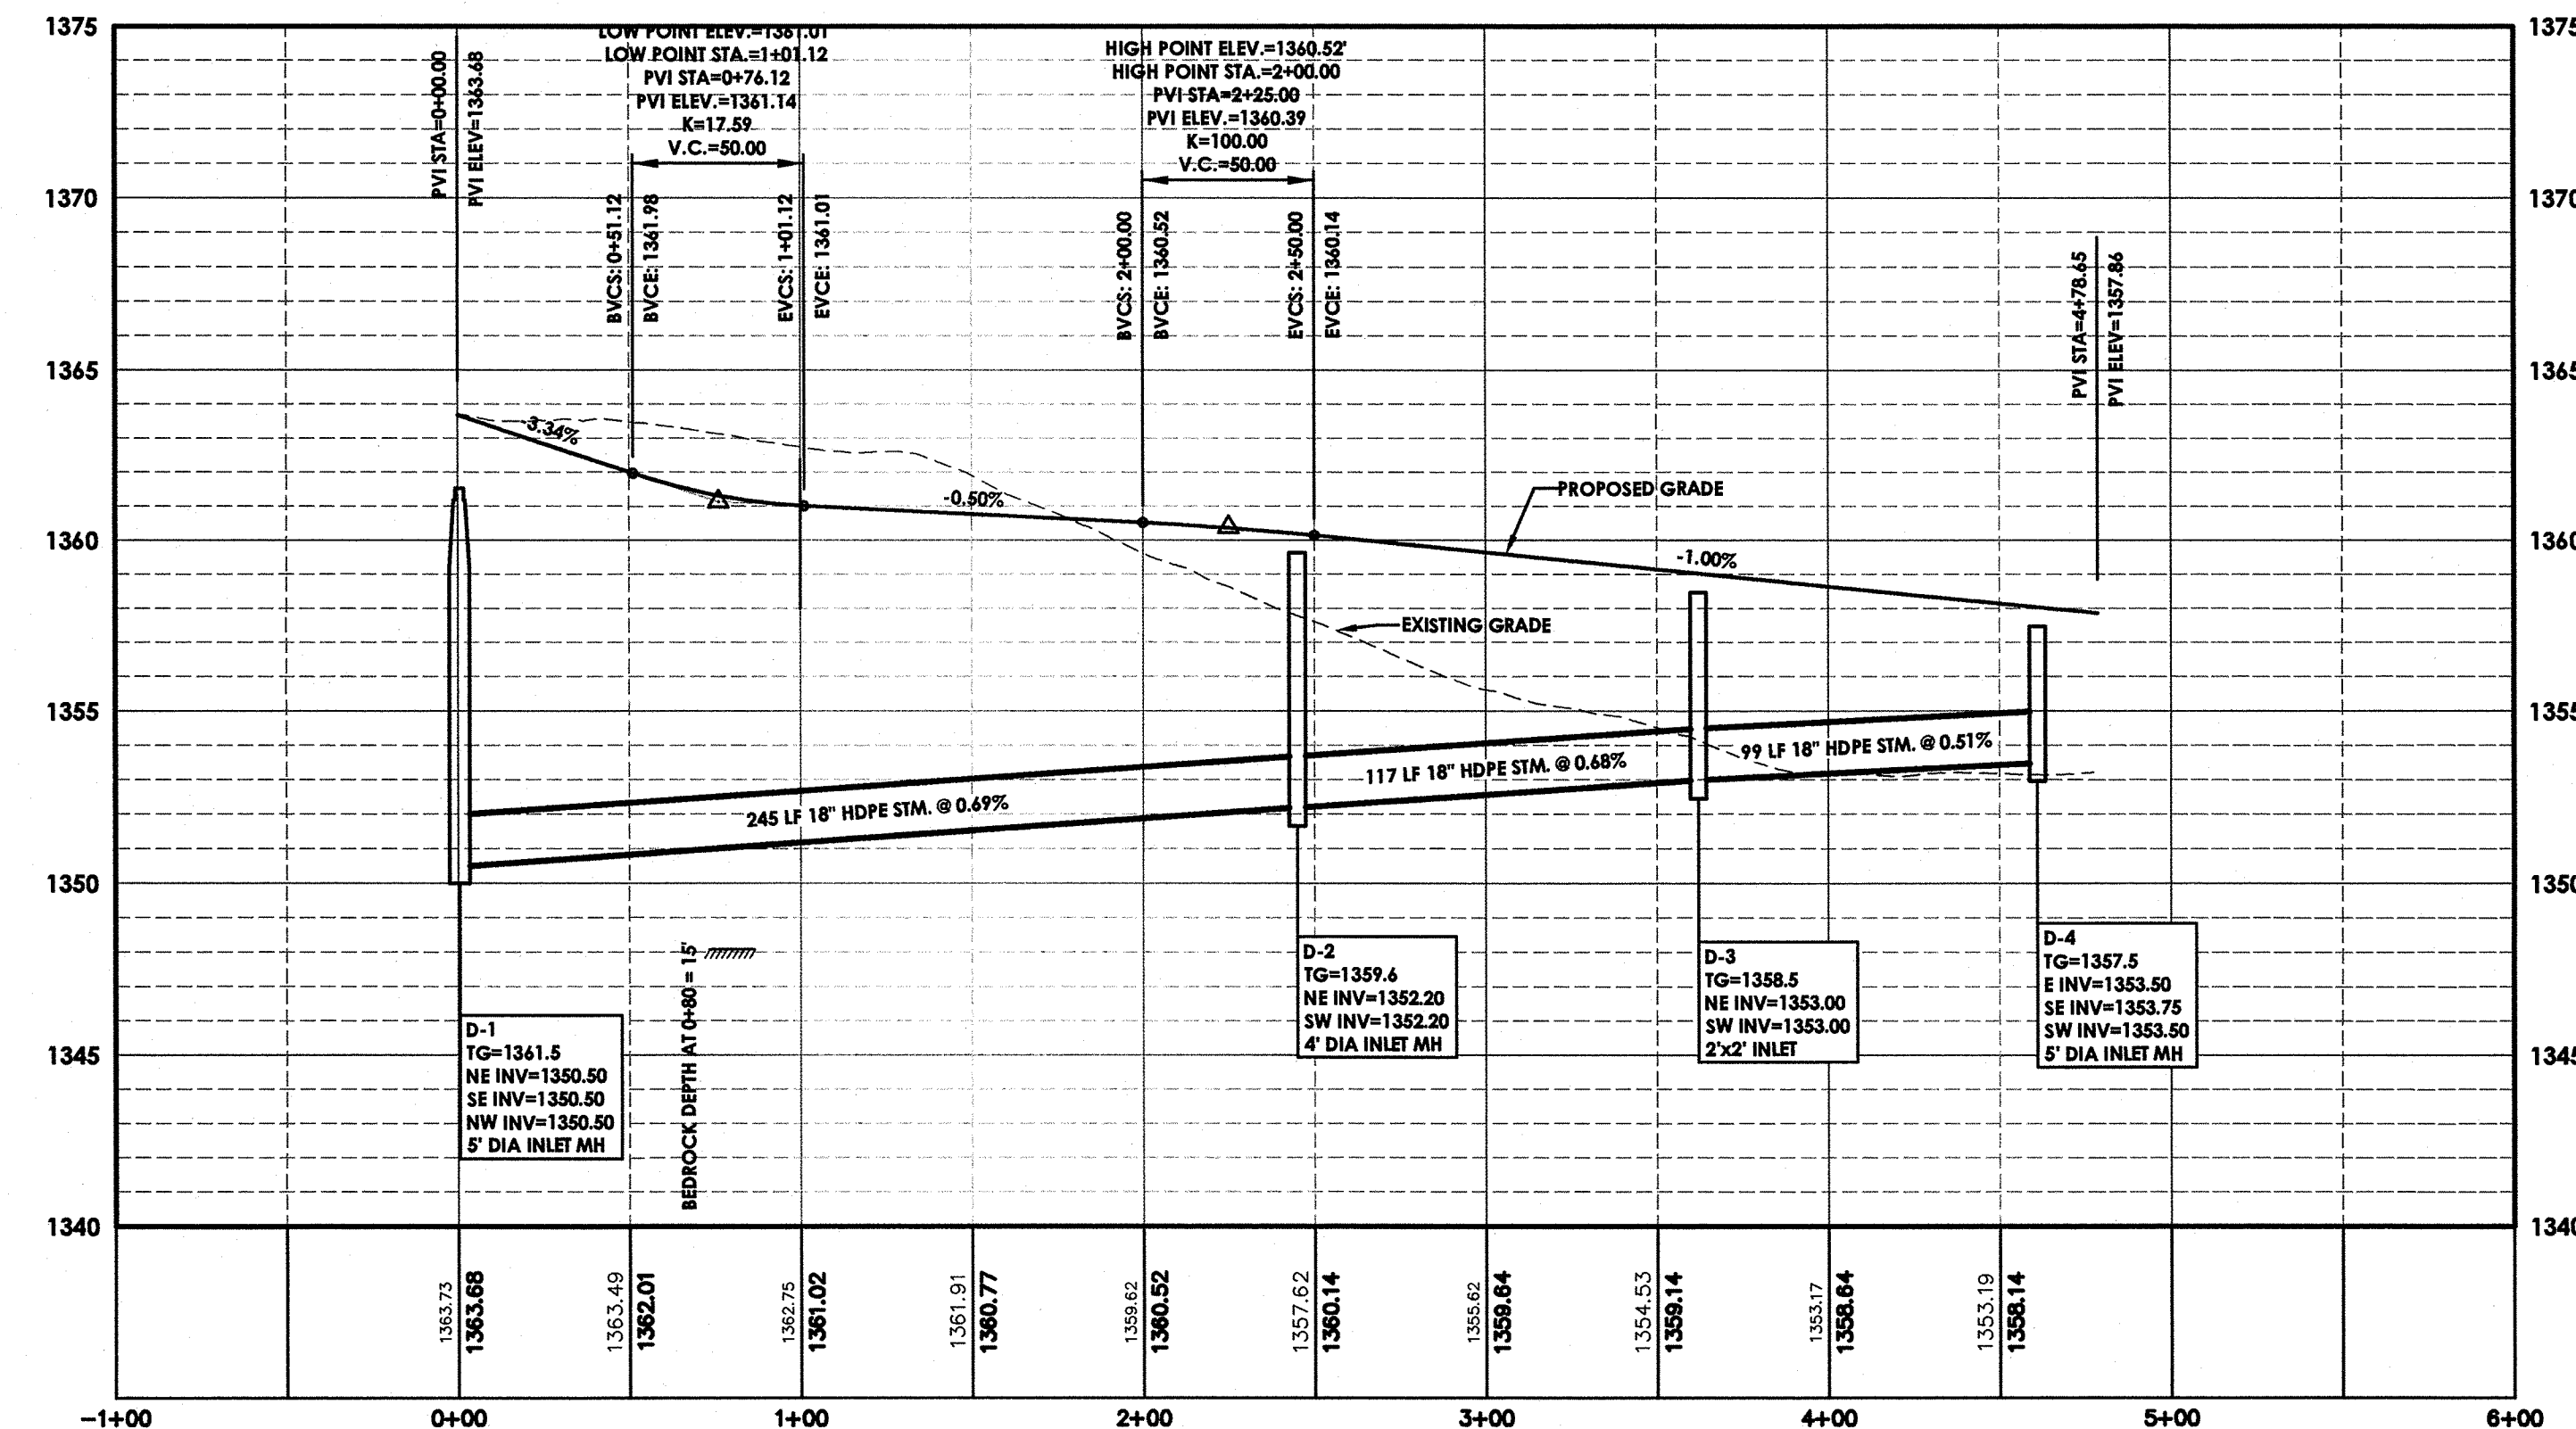 1375
1370
1365
1360
1355
1350
1345
1340
PVI STA=0+00.00
PVI ELEV=1363.68
LOW POINT ELEV.=1361.01
LOW POINT STA.=1+01.12
PVI STA=0+76.12
PVI ELEV.=1361.14
K=17.59
V.C.=50.00
BVCS: 0+51.12
BVCE: 1361.98
EVCS: 1+01.12
EVCE: 1361.01
HIGH POINT ELEV.=1360.52'
HIGH POINT STA.=2+00.00
PVI STA=2+25.00
PVI ELEV.=1360.39
K=100.00
V.C.=50.00
BVCS: 2+00.00
BVCE: 1360.52
EVCS: 2+50.00
EVCE: 1360.14
PVI STA=4+78.65
PVI ELEV=1357.86
-3.34%
-0.50%
PROPOSED GRADE
-1.00%
EXISTING GRADE
245 LF 18" HDPE STM. @ 0.69%
117 LF 18" HDPE STM. @ 0.68%
99 LF 18" HDPE STM. @ 0.51%
BEDROCK DEPTH AT 0+80 = 15'
D-1
TG=1361.5
NE INV=1350.50
SE INV=1350.50
NW INV=1350.50
5' DIA INLET MH
D-2
TG=1359.6
NE INV=1352.20
SW INV=1352.20
4' DIA INLET MH
D-3
TG=1358.5
NE INV=1353.00
SW INV=1353.00
2'x2' INLET
D-4
TG=1357.5
E INV=1353.50
SE INV=1353.75
SW INV=1353.50
5' DIA INLET MH
1375
1370
1365
1360
1355
1350
1345
1340
1363.73
1363.68
1363.49
1362.01
1362.75
1361.02
1361.91
1360.77
1359.62
1360.52
1357.62
1360.14
1355.62
1359.64
1354.53
1359.14
1353.17
1358.64
1353.19
1358.14
-1+00
0+00
1+00
2+00
3+00
4+00
5+00
6+00